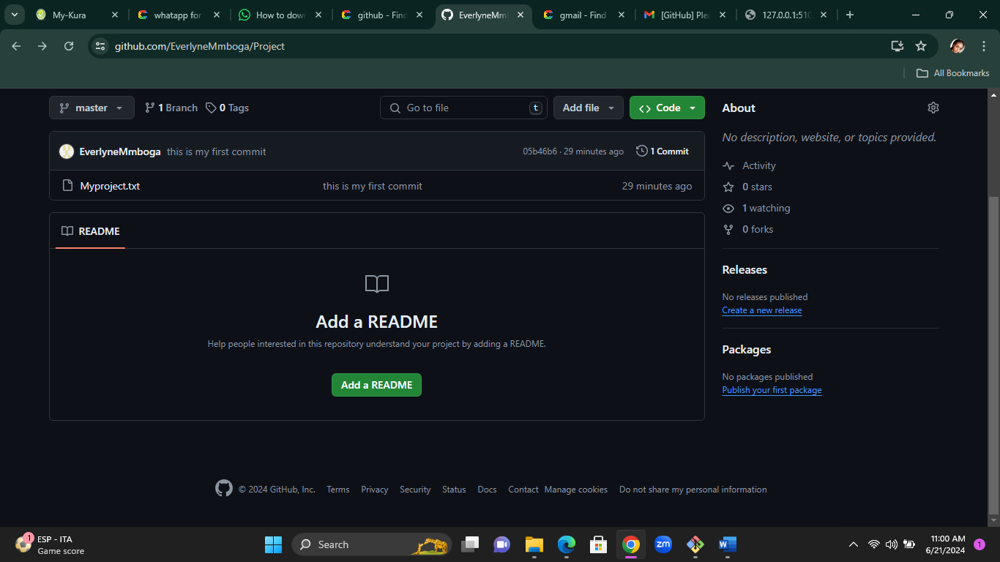 My-Kura
whatapp for
How to dow
github - Find
EverlyneMm
gmail - Find
[GitHub] Plea
127.0.0.1:510
github.com/EverlyneMmboga/Project
All Bookmarks
master
1 Branch
0 Tags
Go to file
t
Add file
Code
About
No description, website, or topics provided.
EverlyneMmboga this is my first commit
05b46b6 · 29 minutes ago
1 Commit
Myproject.txt
this is my first commit
29 minutes ago
Activity
0 stars
1 watching
0 forks
README
Add a README
Help people interested in this repository understand your project by adding a README.
Add a README
Releases
No releases published
Create a new release
Packages
No packages published
Publish your first package
© 2024 GitHub, Inc.
Terms
Privacy
Security
Status
Docs
Contact
Manage cookies
Do not share my personal information
1
ESP - ITA
Game score
Search
zm
W
11:00 AM
6/21/2024
1